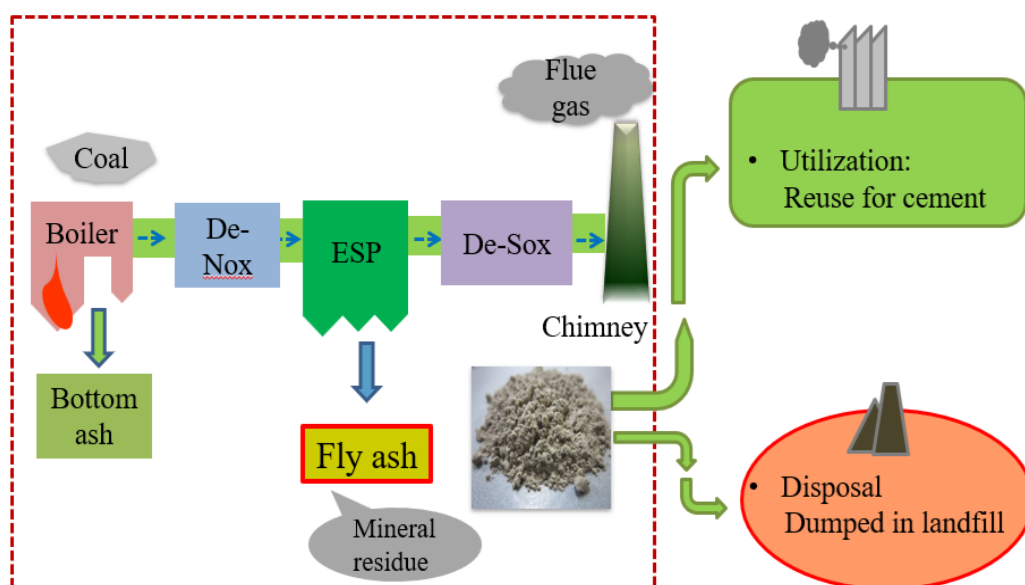 Flue
gas
Coal
Boiler
De-
Nox
ESP
De-Sox
Chimney
Bottom
ash
Fly ash
Mineral
residue
• Utilization:
Reuse for cement
• Disposal
Dumped in landfill